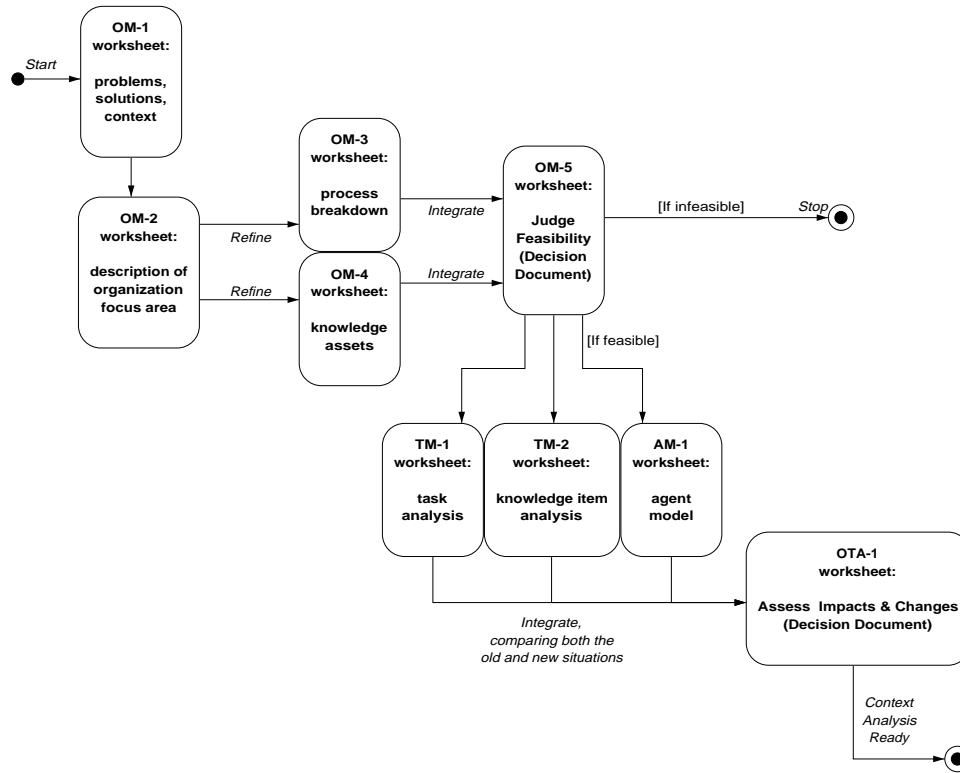 Start
OM-1
worksheet:
problems,
solutions,
context
OM-2
worksheet:
description of
organization
focus area
Refine
Refine
OM-3
worksheet:
process
breakdown
OM-4
worksheet:
knowledge
assets
Integrate
Integrate
OM-5
worksheet:
Judge
Feasibility
(Decision
Document)
[If infeasible]
Stop
[If feasible]
TM-1
worksheet:
task
analysis
TM-2
worksheet:
knowledge item
analysis
AM-1
worksheet:
agent
model
Integrate,
comparing both the
old and new situations
OTA-1
worksheet:
Assess Impacts & Changes
(Decision Document)
Context
Analysis
Ready